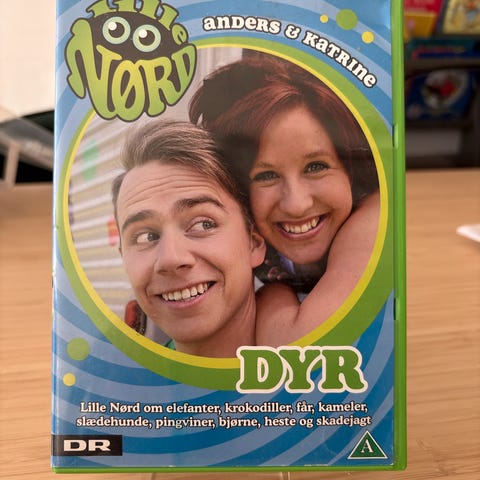 Lille
NØRD
ANDERS & KATRINE
DYR
Lille Nørd om elefanter, krokodiller, får, kameler,
slædehunde, pingviner, bjørne, heste og skadejagt
DR
A